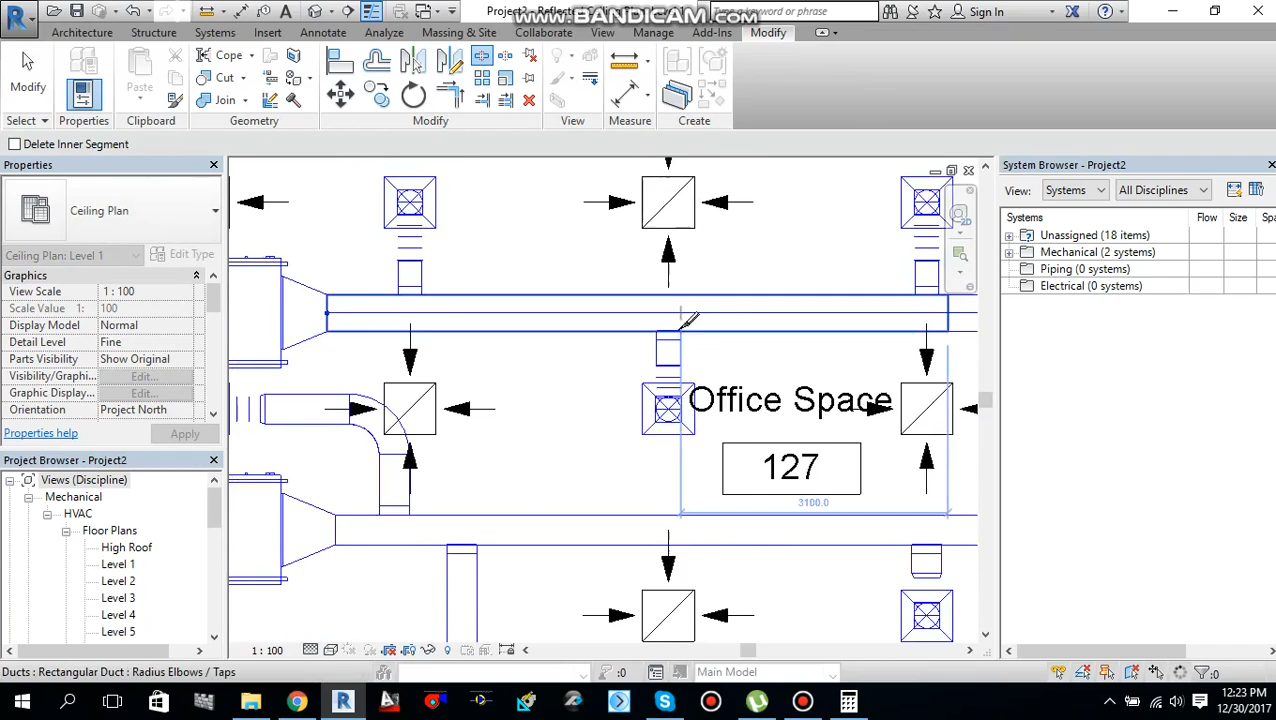 Project2 - Reflected
www.BANDICAM.com
Type a keyword or phrase
Sign In
Architecture Structure Systems Insert Annotate Analyze Massing & Site Collaborate View Manage Add-Ins Modify
Modify
Paste
Cope
Cut
Join
Select Properties Clipboard Geometry Modify View Measure Create
Delete Inner Segment
Properties
Ceiling Plan
Ceiling Plan: Level 1
Edit Type
Graphics
View Scale 1 : 100
Scale Value 1: 100
Display Model Normal
Detail Level Fine
Parts Visibility Show Original
Visibility/Graphi... Edit...
Graphic Display... Edit...
Orientation Project North
Properties help
Apply
Project Browser - Project2
Views (Discipline)
Mechanical
HVAC
Floor Plans
High Roof
Level 1
Level 2
Level 3
Level 4
Level 5
2D
Office Space
127
3100.0
System Browser - Project2
View: Systems All Disciplines
Systems Flow Size Spa
Unassigned (18 items)
Mechanical (2 systems)
Piping (0 systems)
Electrical (0 systems)
1 : 100
Ducts : Rectangular Duct : Radius Elbows / Taps
:0
Main Model
:0
12:23 PM
12/30/2017